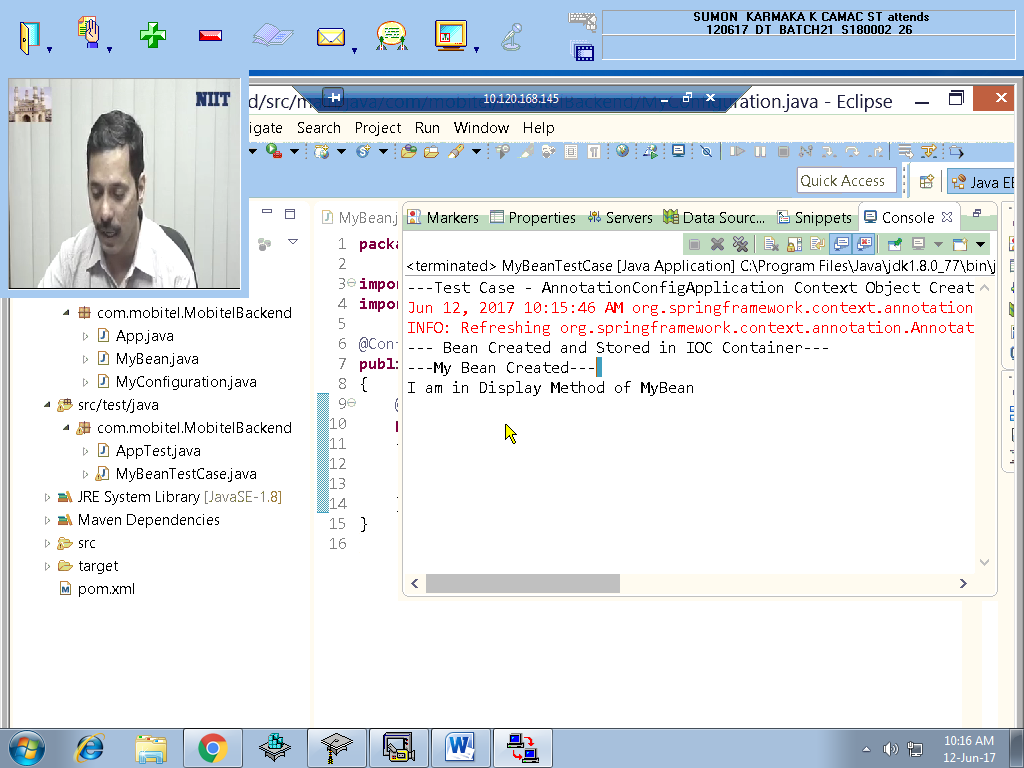 SUMON KARMAKA K CAMAC ST attends
120617 DT BATCH21 S180002 26
NIIT
10.120.168.145
Configuration.java - Eclipse
igate Search Project Run Window Help
Quick Access
Java EE
MyBean.j
Markers Properties Servers Data Sourc... Snippets Console
<terminated> MyBeanTestCase [Java Application] C:\Program Files\Java\jdk1.8.0_77\bin\j
---Test Case - AnnotationConfigApplication Context Object Creat
Jun 12, 2017 10:15:46 AM org.springframework.context.annotation
INFO: Refreshing org.springframework.context.annotation.Annotat
--- Bean Created and Stored in IOC Container---
---My Bean Created---
I am in Display Method of MyBean
1 packa
2
3 impor
4 impor
5
6 @Con
7 publi
8 {
9 @
10
11
12
13
14
15 }
16
com.mobitel.MobitelBackend
App.java
MyBean.java
MyConfiguration.java
src/test/java
com.mobitel.MobitelBackend
AppTest.java
MyBeanTestCase.java
JRE System Library [JavaSE-1.8]
Maven Dependencies
src
target
pom.xml
10:16 AM
12-Jun-17